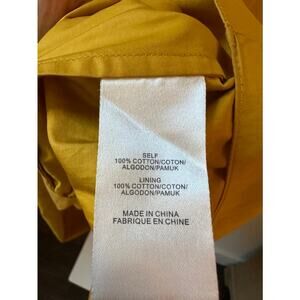 SELF
100% COTTON/COTON/
ALGODON/PAMUK
LINING
100% COTTON/COTON/
ALGODON/PAMUK
MADE IN CHINA
FABRIQUE EN CHINE